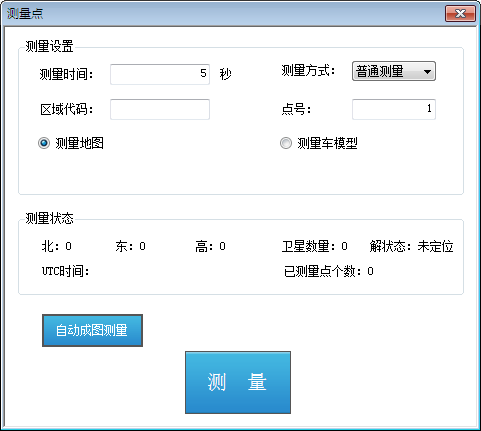 测量点
测量设置
测量时间： 5 秒 测量方式： 普通测量
区域代码： 点号： 1
测量地图 测量车模型
测量状态
北：0 东：0 高：0 卫星数量：0 解状态：未定位
UTC时间： 已测量点个数：0
自动成图测量
测 量